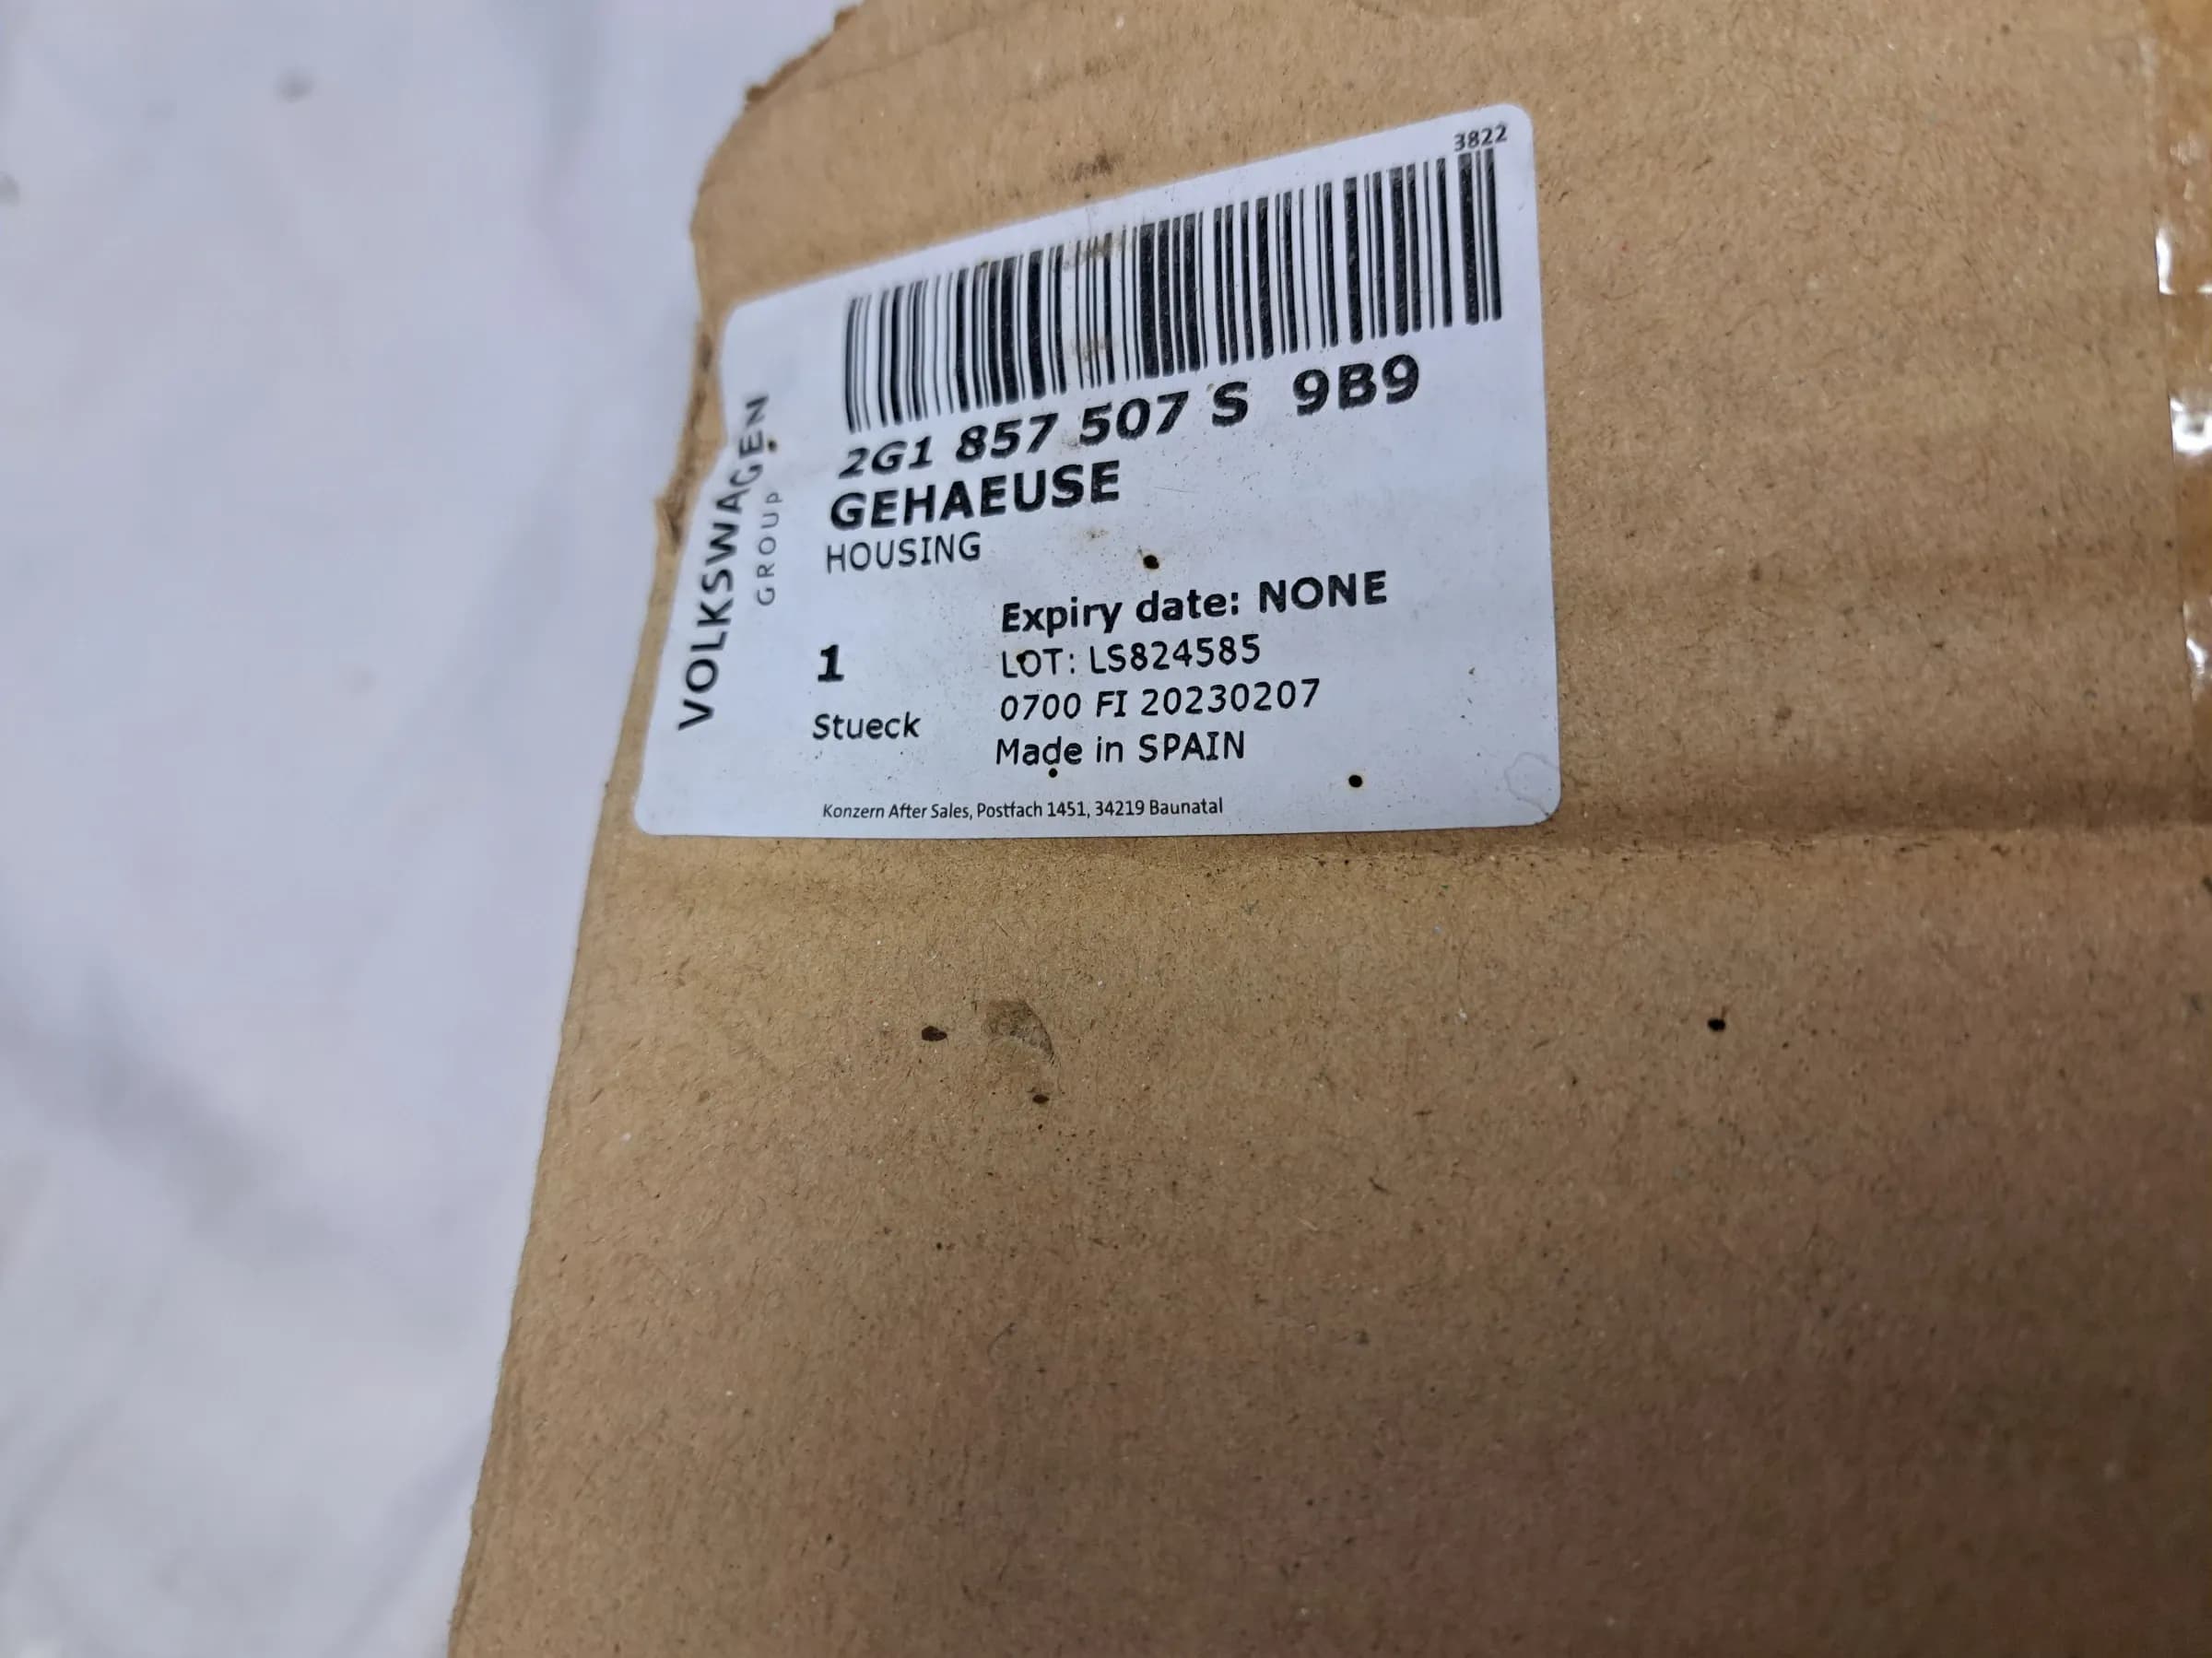 3822
2G1 857 507 S 9B9
GEHAEUSE
HOUSING
VOLKSWAGEN
GROUP
Expiry date: NONE
1
LOT: LS824585
0700 FI 20230207
Stueck
Made in SPAIN
Konzern After Sales, Postfach 1451, 34219 Baunatal